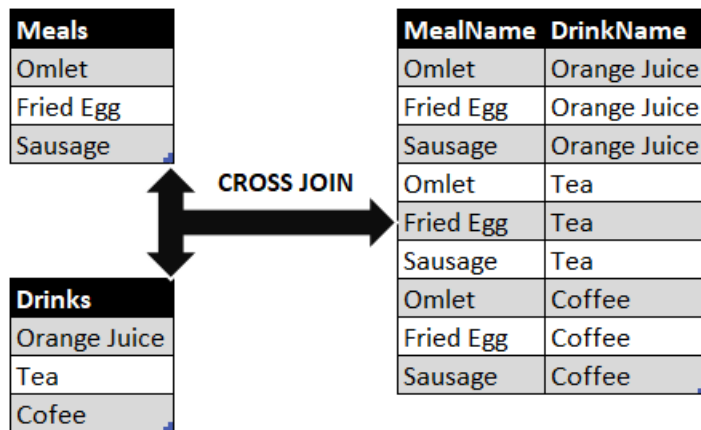 Meals
Omlet
Fried Egg
Sausage
CROSS JOIN
Drinks
Orange Juice
Tea
Cofee
MealName DrinkName
Omlet Orange Juice
Fried Egg Orange Juice
Sausage Orange Juice
Omlet Tea
Fried Egg Tea
Sausage Tea
Omlet Coffee
Fried Egg Coffee
Sausage Coffee